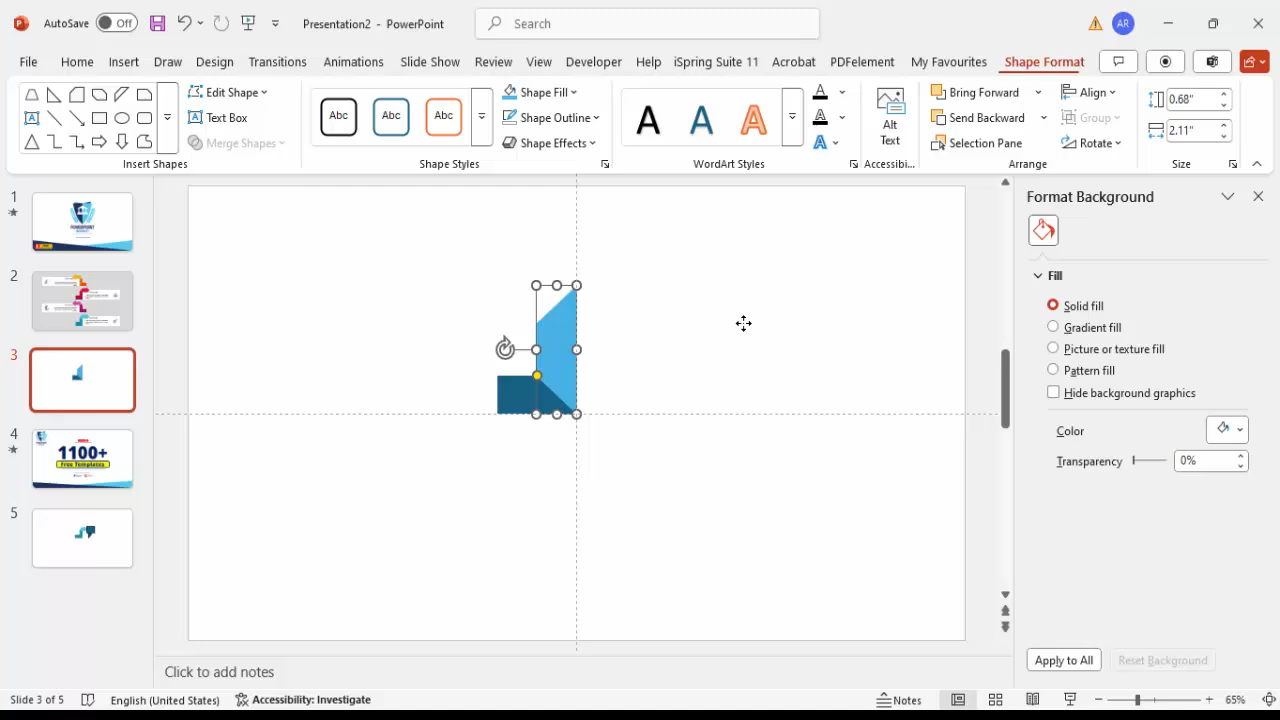 AutoSave Off Presentation2 - PowerPoint Search AR
File Home Insert Draw Design Transitions Animations Slide Show Review View Developer Help iSpring Suite 11 Acrobat PDFelement My Favourites Shape Format
Edit Shape Text Box Merge Shapes
Insert Shapes
Abc Abc Abc
Shape Fill
Shape Outline
Shape Effects
Shape Styles
A A A
WordArt Styles
Alt
Text
Accessibi...
Bring Forward Align
Send Backward Group
Selection Pane Rotate
Arrange
0.68"
2.11"
Size
1
2
3
4
1100+
Free Templates
5
Format Background
Fill
Solid fill
Gradient fill
Picture or texture fill
Pattern fill
Hide background graphics
Color
Transparency 0%
Apply to All Reset Background
Click to add notes
Slide 3 of 5 English (United States) Accessibility: Investigate Notes 65%